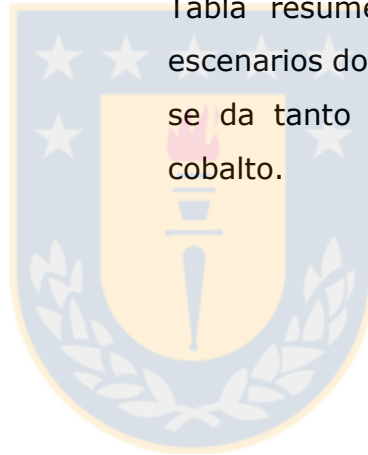 Tabla resume
escenarios do
se da tanto
cobalto.